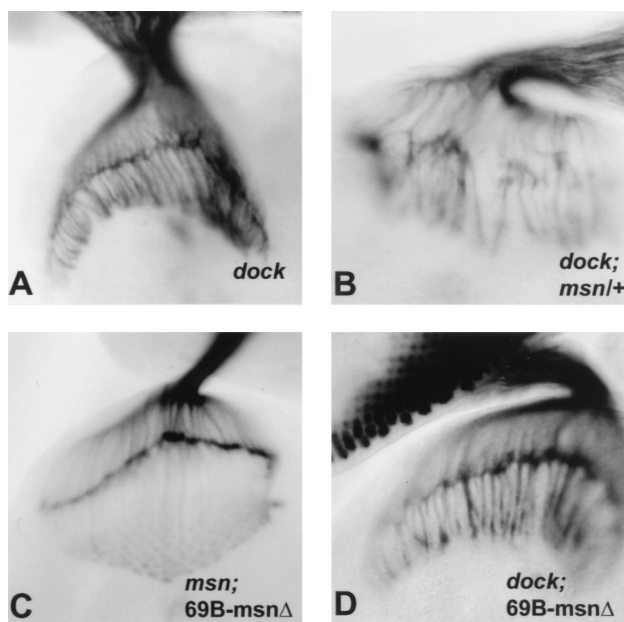 A
dock
B
dock;
msn/+
C
msn;
69B-msnΔ
D
dock;
69B-msnΔ